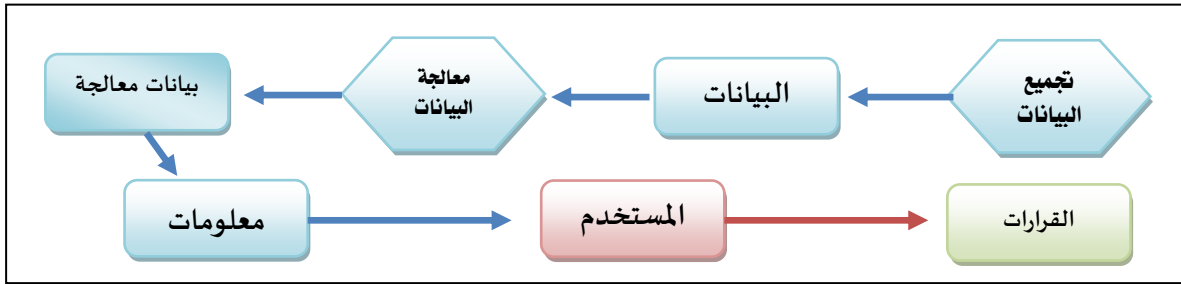 تجميع
البيانات
البيانات
معالجة
البيانات
بيانات معالجة
معلومات
المستخدم
القرارات